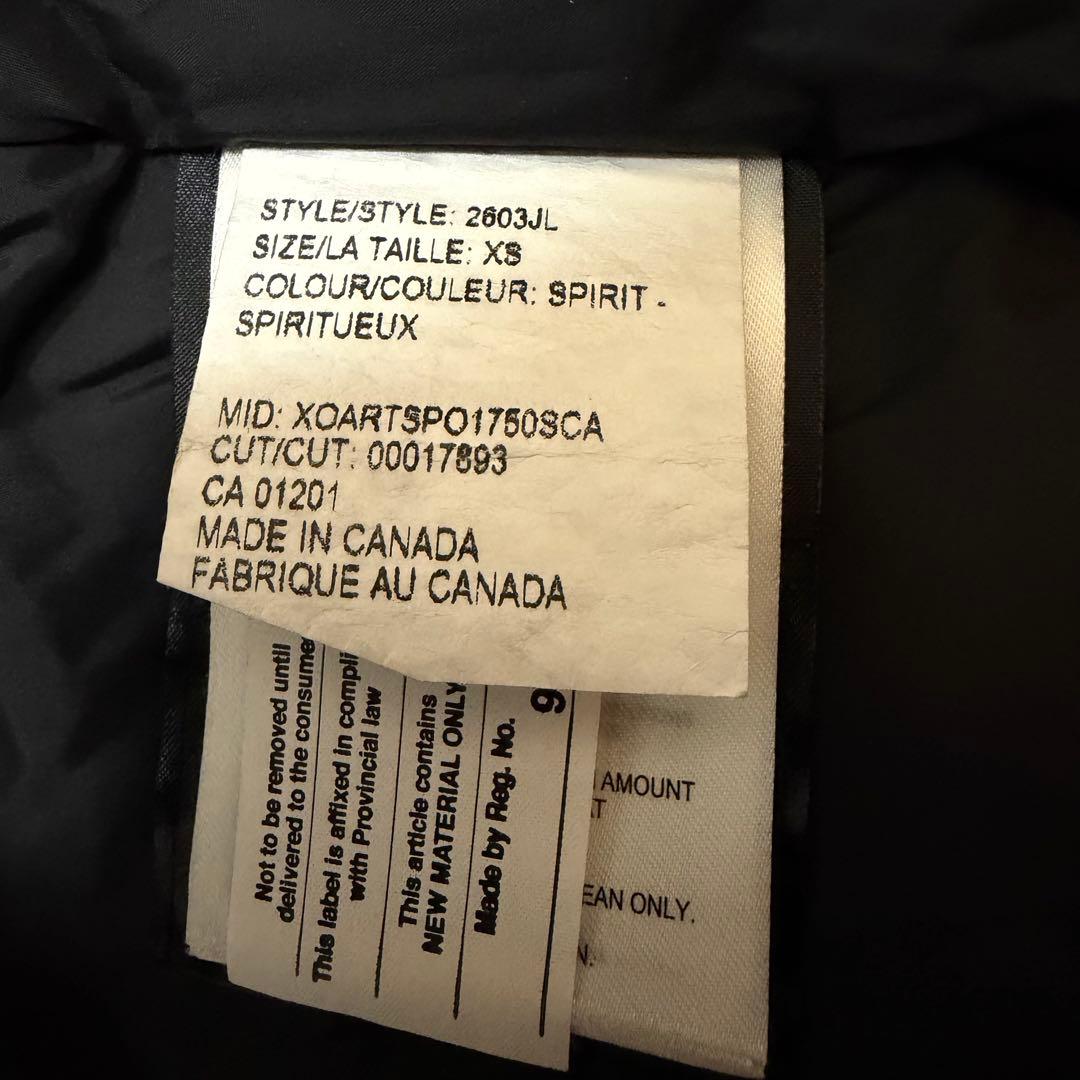 STYLE/STYLE: 2603JL
SIZE/LA TAILLE: XS
COLOUR/COULEUR: SPIRIT -
SPIRITUEUX
MID: XOARTSPO1750SCA
CUT/CUT: 00017893
CA 01201
MADE IN CANADA
FABRIQUE AU CANADA
Not to be removed until
delivered to the consume
This label is affixed in compli
with Provincial law
This article contains
NEW MATERIAL ONLY
Made by Reg. No.
9
AMOUNT
EAN ONLY.
N.